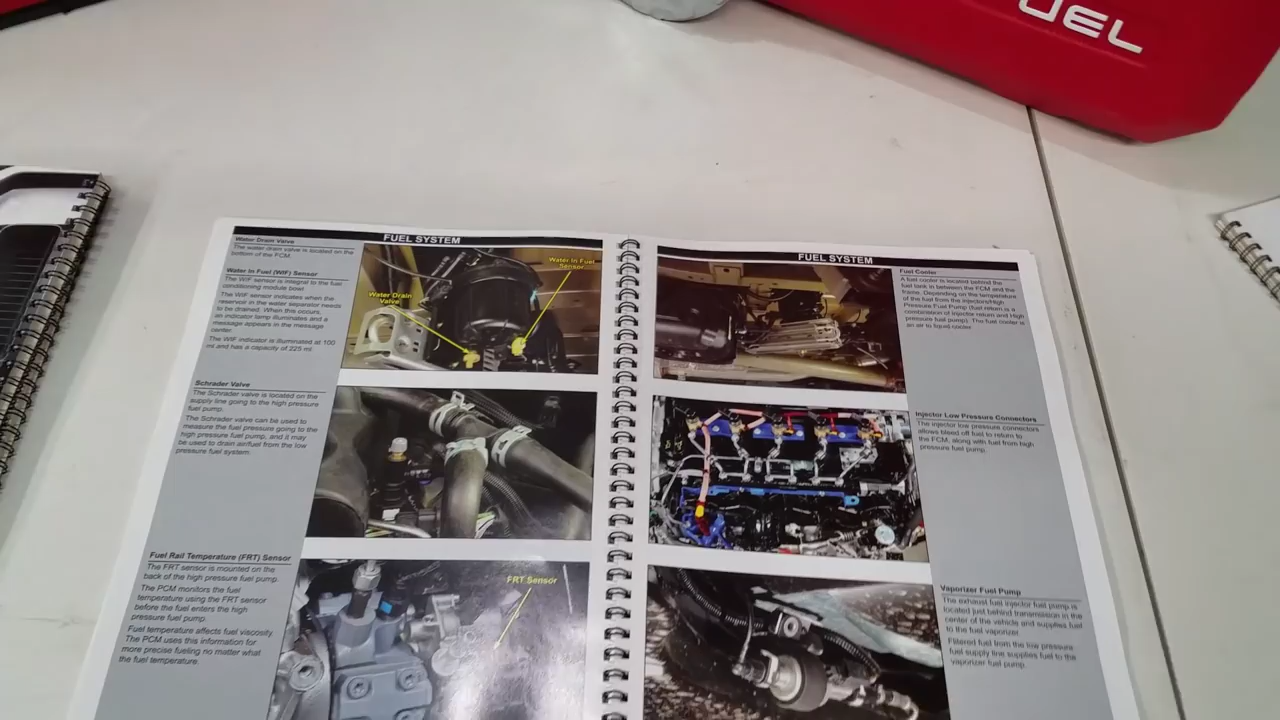 UEL
FUEL SYSTEM
Water Drain Valve
The water drain valve is located on the
bottom of the FCM.
Water in Fuel (WIF) Sensor
The WIF sensor is integral to the fuel
conditioning module bowl.
The WIF sensor indicates when the
reservoir in the water separator needs
to be drained. When this occurs,
an indicator lamp illuminates and a
message appears in the message
center.
The WIF indicator is illuminated at 100
ml and has a capacity of 225 ml.
Water In Fuel
Sensor
Water Drain
Valve
Schrader Valve
The Schrader valve is located on the
supply line going to the high pressure
fuel pump.
The Schrader valve can be used to
measure the fuel pressure going to the
high pressure fuel pump, and it may
be used to drain air/fuel from the low
pressure fuel system.
Fuel Rail Temperature (FRT) Sensor
The FRT sensor is mounted on the
back of the high pressure fuel pump.
The PCM monitors the fuel
temperature using the FRT sensor
before the fuel enters the high
pressure fuel pump.
Fuel temperature affects fuel viscosity.
The PCM uses this information for
more precise fueling no matter what
the fuel temperature.
FRT Sensor
FUEL SYSTEM
Fuel Cooler
A fuel cooler is located behind the
fuel tank in between the FCM and the
frame. Depending on the temperature
of the fuel from the injectors/High
Pressure Fuel Pump (fuel return is a
combination of injector return and High
pressure fuel pump). The fuel cooler is
an air to liquid cooler.
Injector Low Pressure Connectors
The injector low pressure connectors
allows bleed off fuel to return to
the FCM, along with fuel from high
pressure fuel pump.
Vaporizer Fuel Pump
The exhaust fuel injector fuel pump is
located just behind transmission in the
center of the vehicle and supplies fuel
to the fuel vaporizer.
Filtered fuel from the low pressure
fuel supply line supplies fuel to the
vaporizer fuel pump.